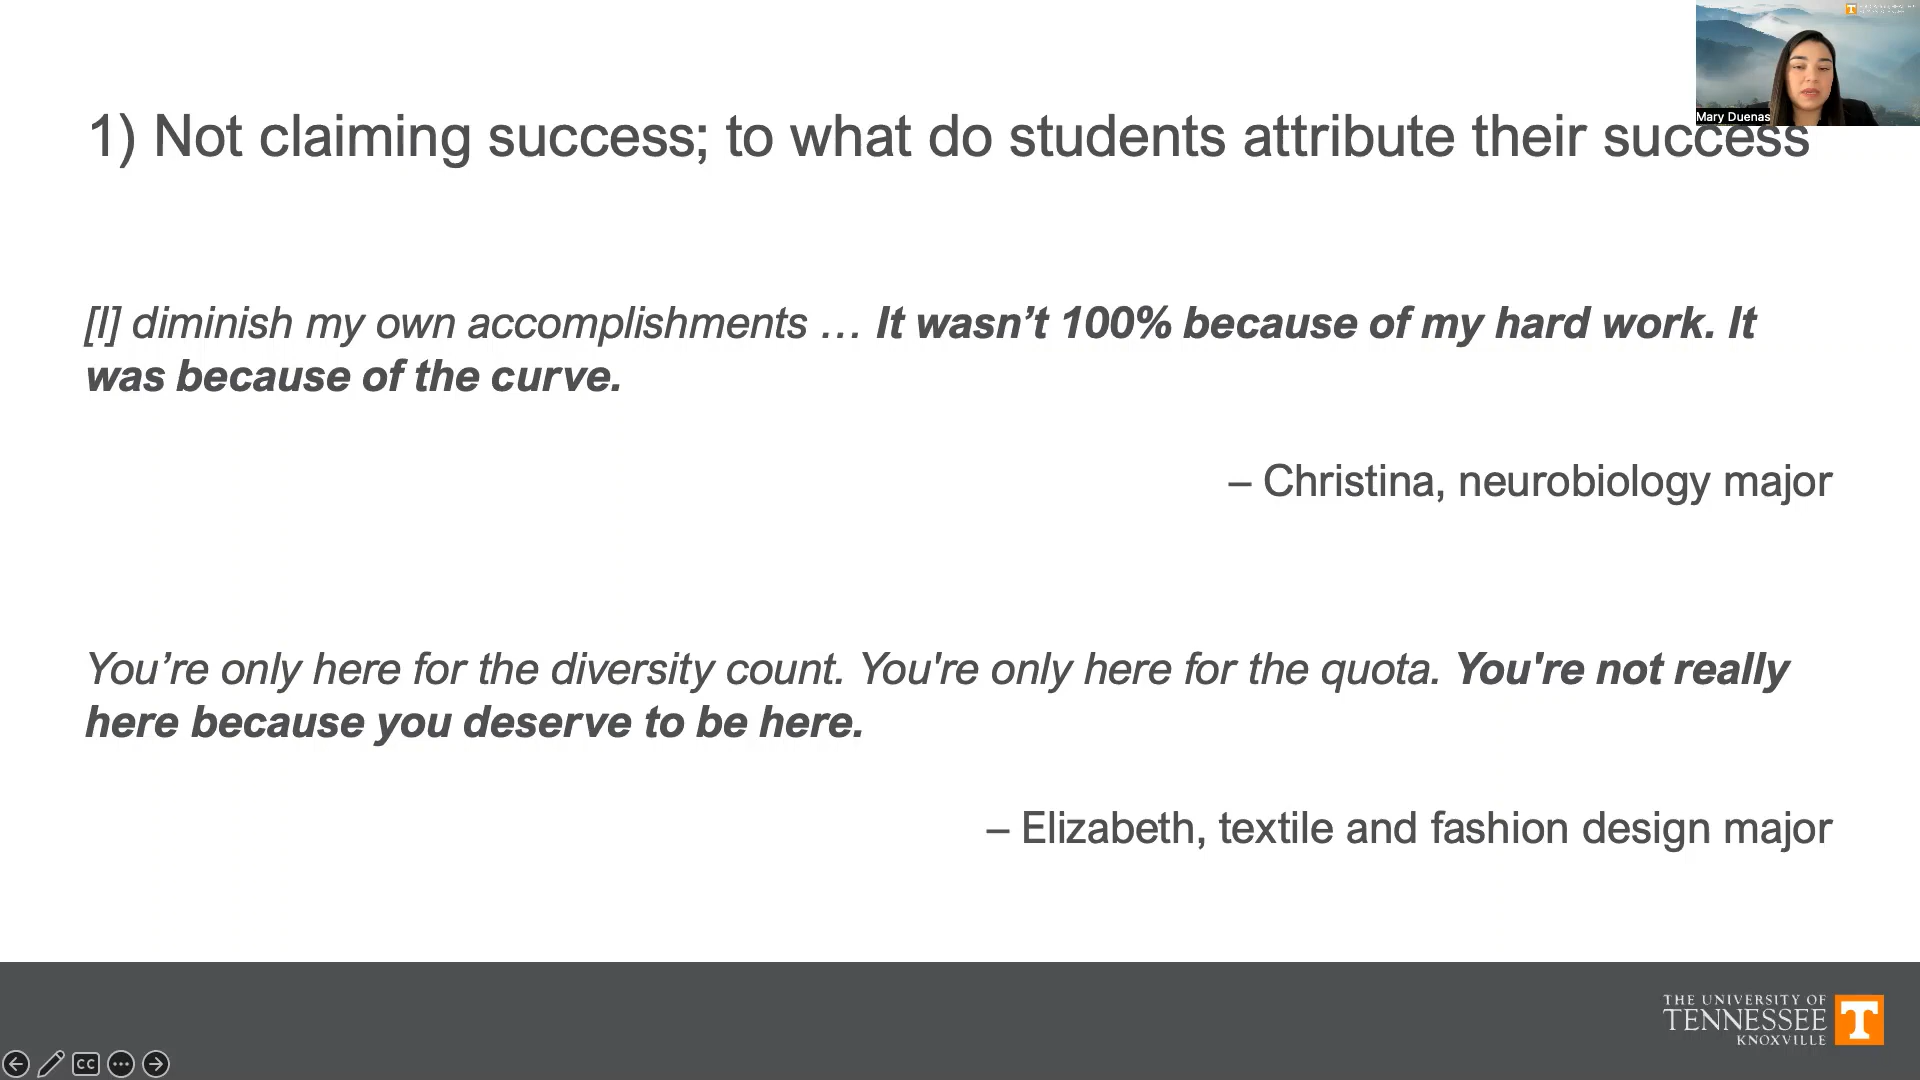 Mary Duenas
1) Not claiming success; to what do students attribute their success
[I] diminish my own accomplishments … It wasn’t 100% because of my hard work. It
was because of the curve.
– Christina, neurobiology major
You’re only here for the diversity count. You're only here for the quota. You're not really
here because you deserve to be here.
– Elizabeth, textile and fashion design major
THE UNIVERSITY OF
TENNESSEE
KNOXVILLE
T
CC